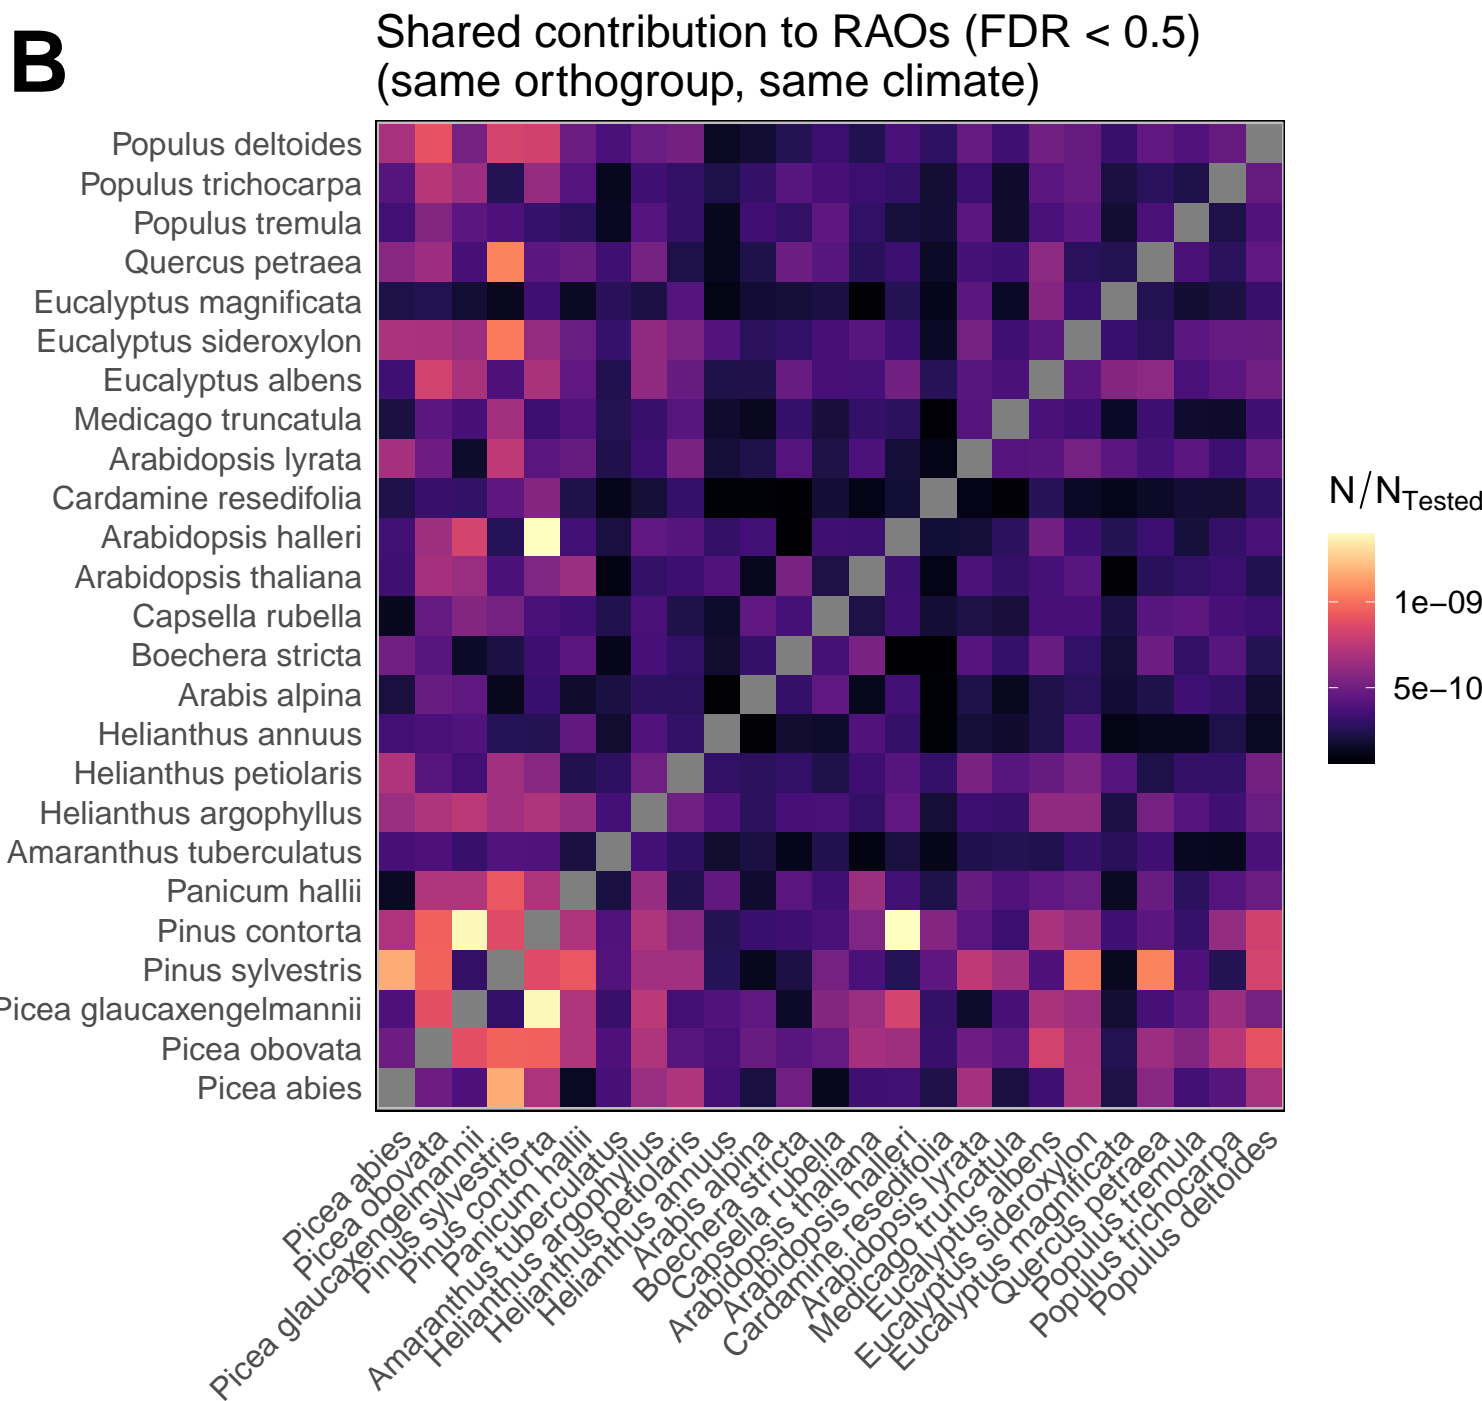 B
Shared contribution to RAOs (FDR < 0.5)
(same orthogroup, same climate)
Populus deltoides
Populus trichocarpa
Populus tremula
Quercus petraea
Eucalyptus magnificata
Eucalyptus sideroxylon
Eucalyptus albens
Medicago truncatula
Arabidopsis lyrata
Cardamine resedifolia
Arabidopsis halleri
Arabidopsis thaliana
Capsella rubella
Boechera stricta
Arabis alpina
Helianthus annuus
Helianthus petiolaris
Helianthus argophyllus
Amaranthus tuberculatus
Panicum hallii
Pinus contorta
Pinus sylvestris
Picea glaucaxengelmannii
Picea obovata
Picea abies
Picea abies
Picea obovata
Picea glaucaxengelmannii
Pinus sylvestris
Pinus contorta
Panicum hallii
Amaranthus tuberculatus
Helianthus argophyllus
Helianthus petiolaris
Helianthus annuus
Arabis alpina
Boechera stricta
Capsella rubella
Arabidopsis thaliana
Arabidopsis halleri
Cardamine resedifolia
Arabidopsis lyrata
Medicago truncatula
Eucalyptus albens
Eucalyptus sideroxylon
Eucalyptus magnificata
Quercus petraea
Populus tremula
Populus trichocarpa
Populus deltoides
N/N_Tested
1e−09
5e−10